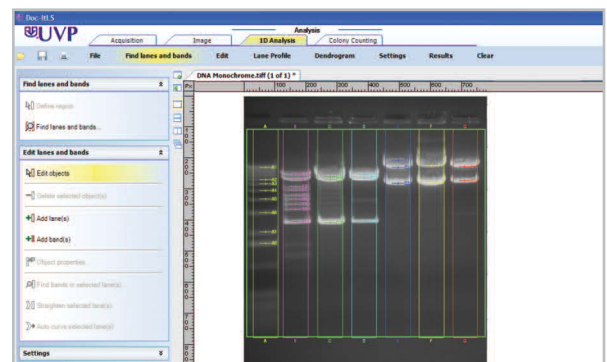 Doc-ItLS
UVP
Analysis
Acquisition Image 1D Analysis Colony Counting
File Find lanes and bands Edit Lane Profile Dendrogram Settings Results Clear
DNA Monochrome.tiff (1 of 1) *
Find lanes and bands
Define region
Find lanes and bands...
Edit lanes and bands
Edit objects
Delete selected object(s)
Add lane(s)
Add band(s)
Object properties...
Find bands in selected lane(s)
Straighten selected lane(s)
Auto curve selected lane(s)
Settings
Px
100 200 300 400 500 600 700